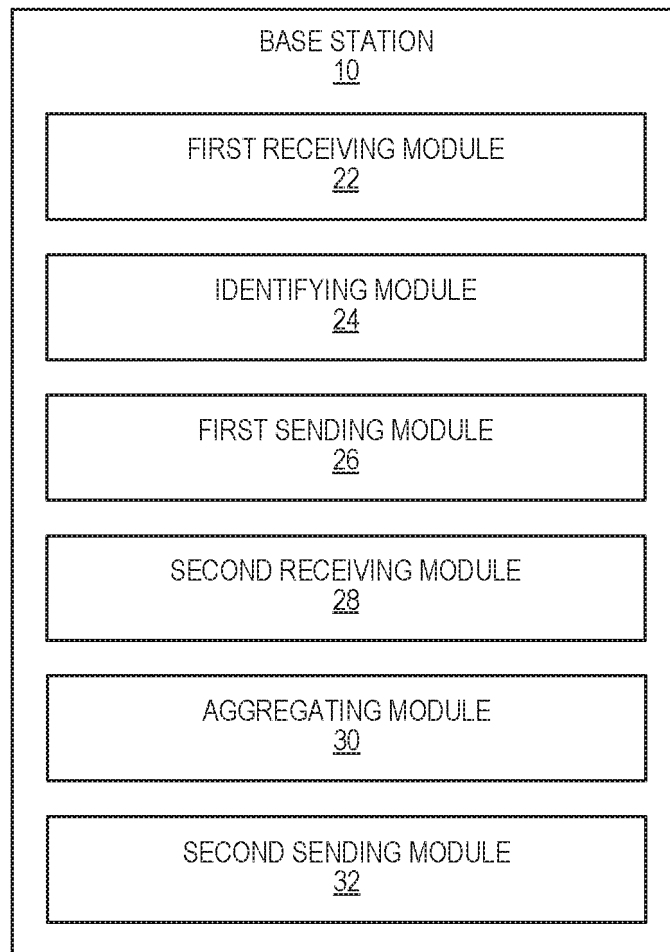 BASE STATION
10
FIRST RECEIVING MODULE
22
IDENTIFYING MODULE
24
FIRST SENDING MODULE
26
SECOND RECEIVING MODULE
28
AGGREGATING MODULE
30
SECOND SENDING MODULE
32